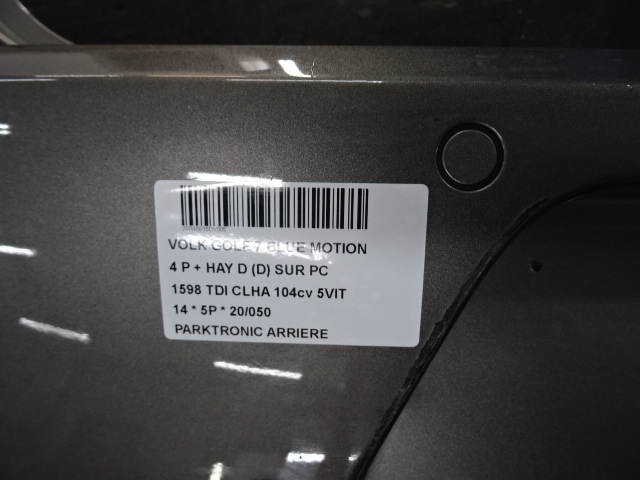 VOLK GOLF 7 BLUE MOTION
4 P + HAY D (D) SUR PC
1598 TDI CLHA 104cv 5VIT
14 * 5P * 20/050
PARKTRONIC ARRIERE